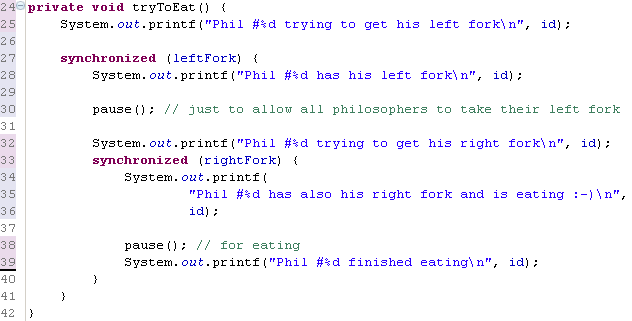 24 private void tryToEat() {
25 System.out.printf("Phil #%d trying to get his left fork\n", id);
26
27 synchronized (leftFork) {
28 System.out.printf("Phil #%d has his left fork\n", id);
29
30 pause(); // just to allow all philosophers to take their left fork
31
32 System.out.printf("Phil #%d trying to get his right fork\n", id);
33 synchronized (rightFork) {
34 System.out.printf(
35 "Phil #%d has also his right fork and is eating :-)\n",
36 id);
37
38 pause(); // for eating
39 System.out.printf("Phil #%d finished eating\n", id);
40 }
41 }
42 }